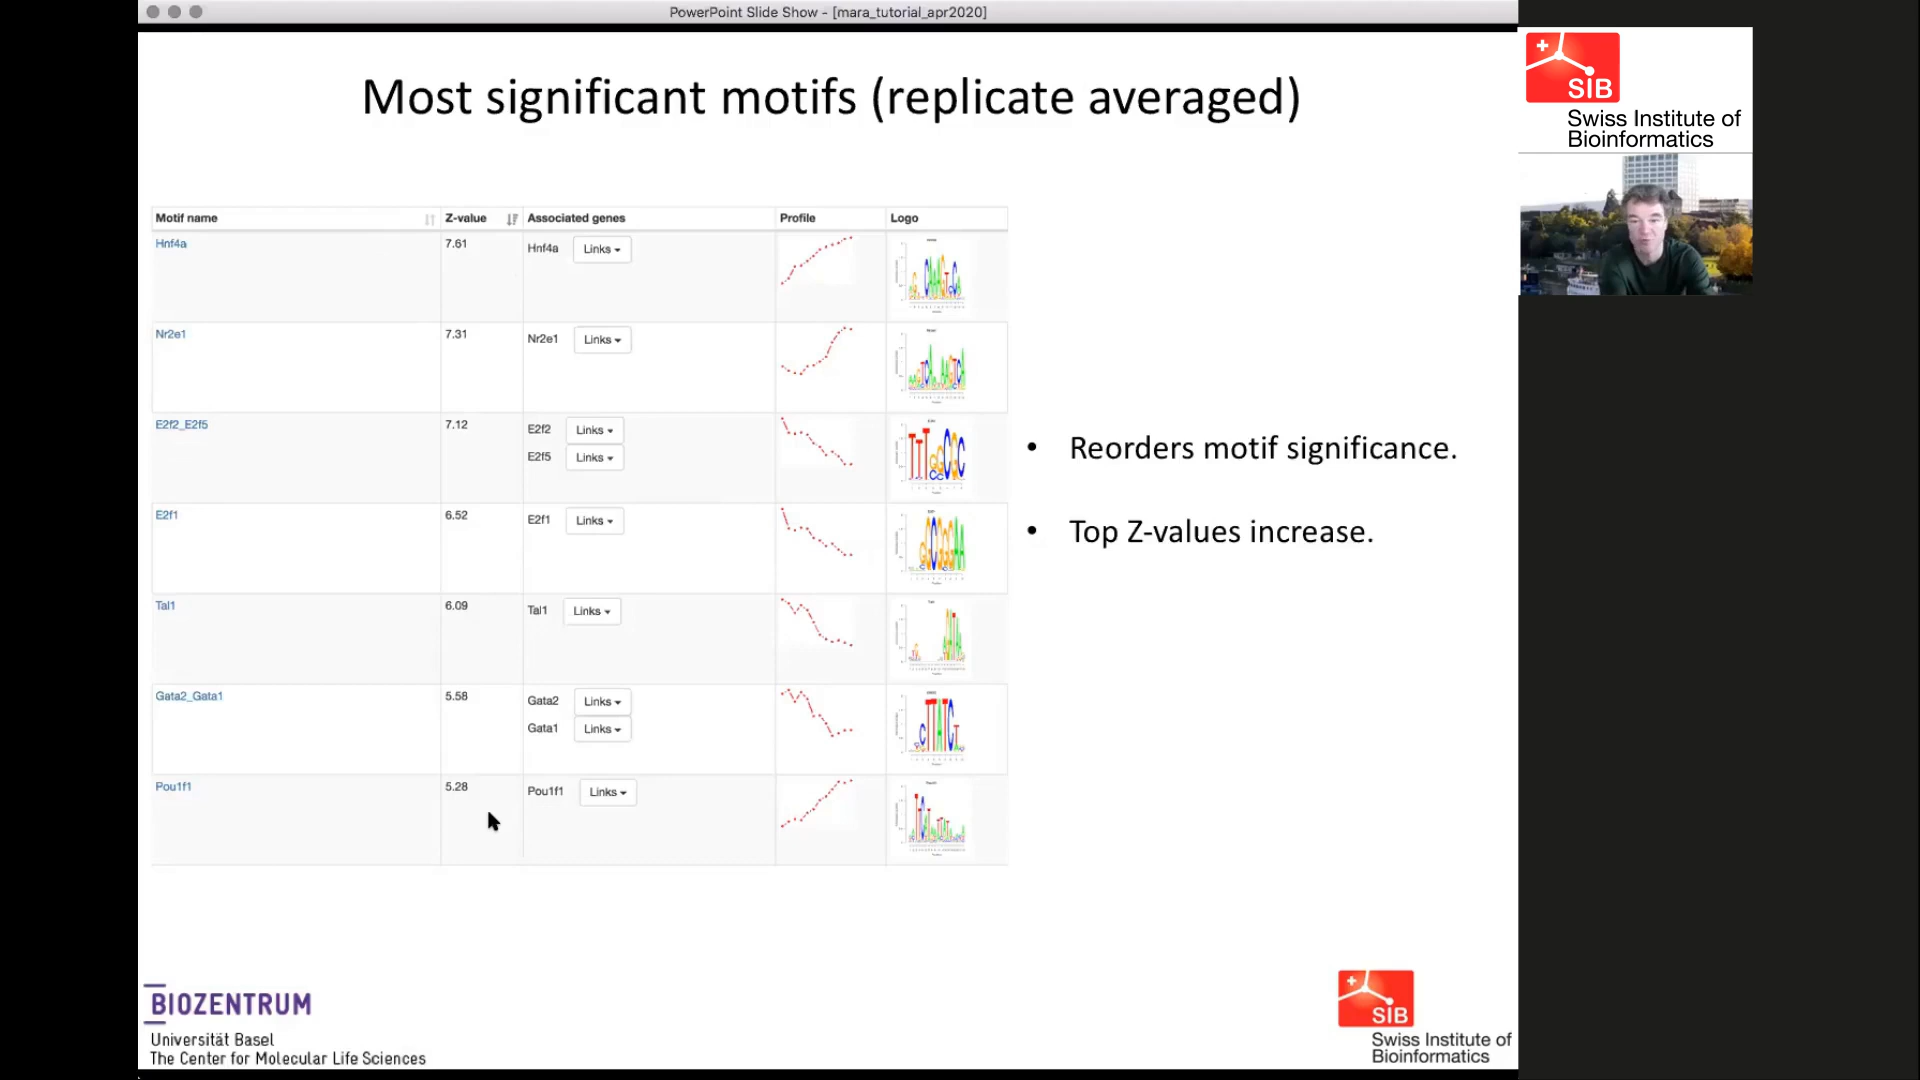 PowerPoint Slide Show - [mara_tutorial_apr2020]
Most significant motifs (replicate averaged)
Motif name Z-value Associated genes Profile Logo
Hnf4a 7.61 Hnf4a Links
Nr2e1 7.31 Nr2e1 Links
E2f2_E2f5 7.12 E2f2 Links
E2f5 Links
E2f1 6.52 E2f1 Links
Tal1 6.09 Tal1 Links
Gata2_Gata1 5.58 Gata2 Links
Gata1 Links
Pou1f1 5.28 Pou1f1 Links
• Reorders motif significance.
• Top Z-values increase.
BIOZENTRUM
Universität Basel
The Center for Molecular Life Sciences
SIB
Swiss Institute of
Bioinformatics
SIB
Swiss Institute of
Bioinformatics